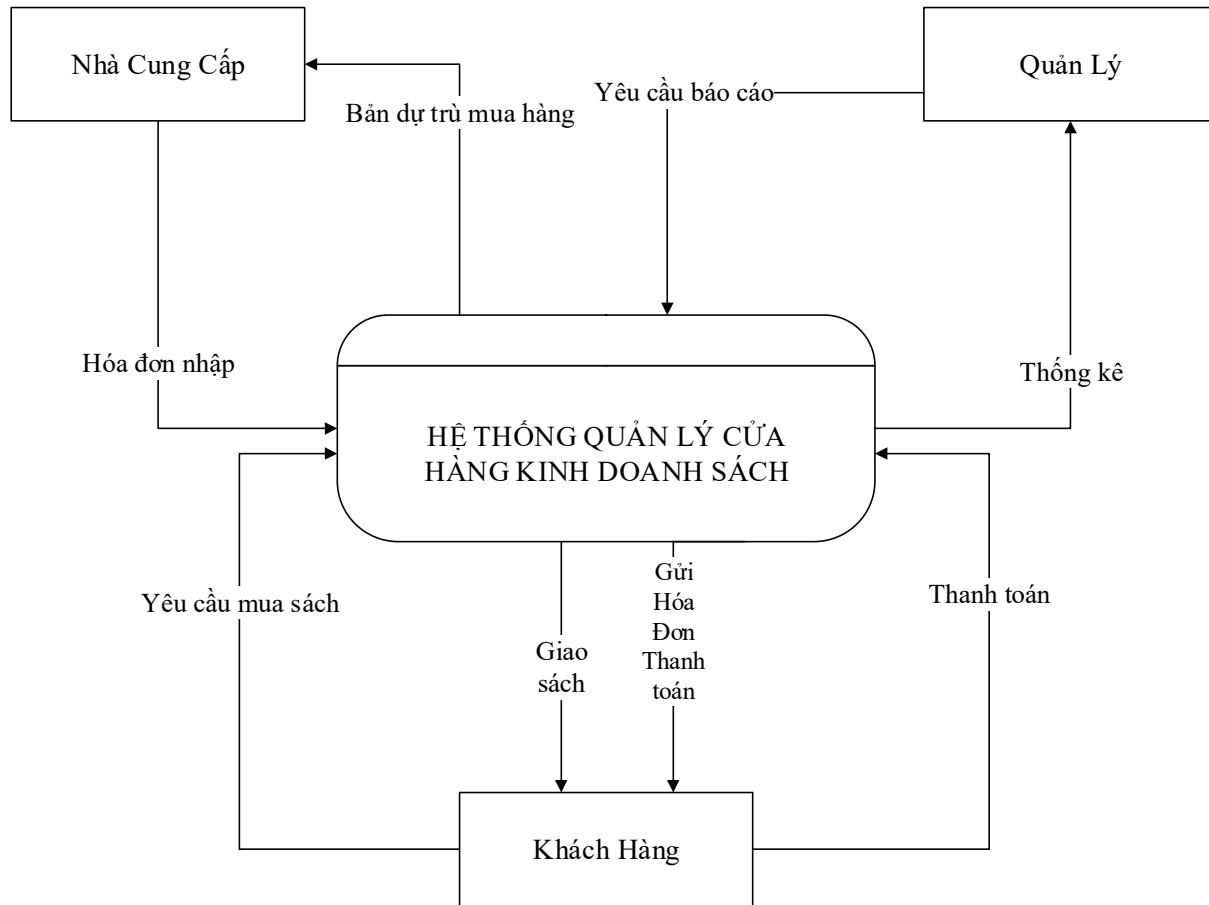 Nhà Cung Cấp
Quản Lý
Yêu cầu báo cáo
Bản dự trù mua hàng
Hóa đơn nhập
Thống kê
HỆ THỐNG QUẢN LÝ CỬA
HÀNG KINH DOANH SÁCH
Yêu cầu mua sách
Giao
sách
Gửi
Hóa
Đơn
Thanh
toán
Thanh toán
Khách Hàng